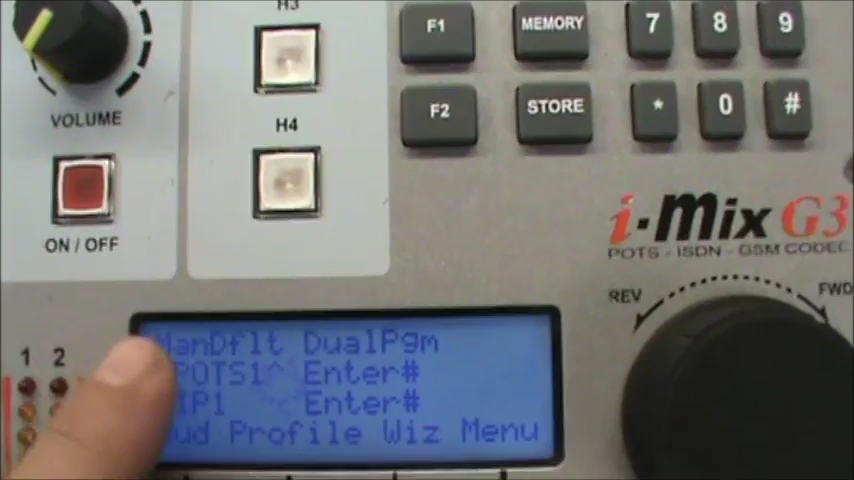 H3
H4
VOLUME
ON / OFF
F1
MEMORY
7
8
9
F2
STORE
*
0
#
i-Mix G3
POTS - ISDN - GSM CODEC
REV
FWD
1
2
ManDflt DualPgm
POTS1 Enter#
IP1 Enter#
Profile Wiz Menu